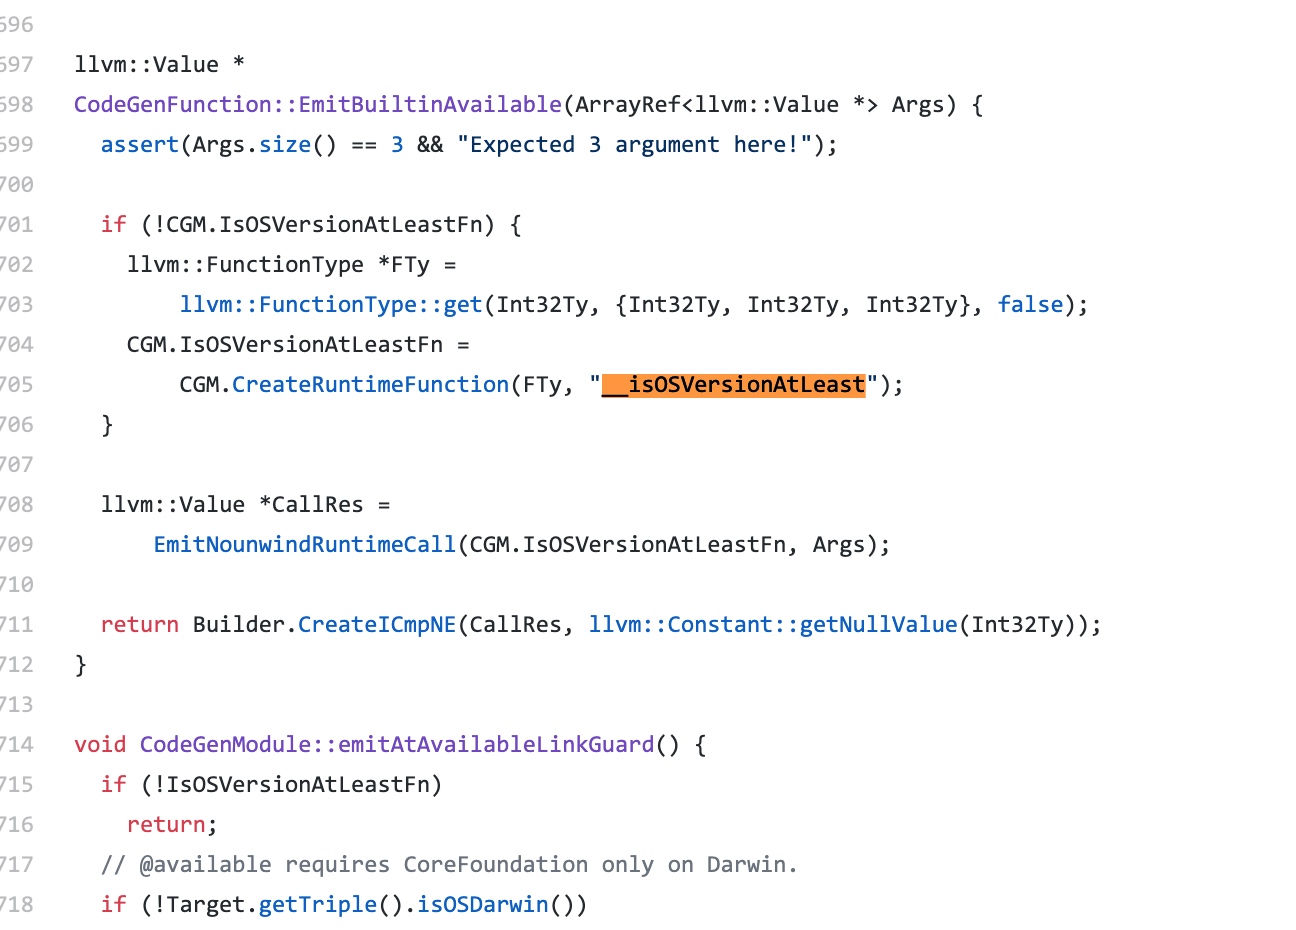 696
697 llvm::Value *
698 CodeGenFunction::EmitBuiltinAvailable(ArrayRef<llvm::Value *> Args) {
699   assert(Args.size() == 3 && "Expected 3 argument here!");
700
701   if (!CGM.IsOSVersionAtLeastFn) {
702     llvm::FunctionType *FTy =
703         llvm::FunctionType::get(Int32Ty, {Int32Ty, Int32Ty, Int32Ty}, false);
704     CGM.IsOSVersionAtLeastFn =
705         CGM.CreateRuntimeFunction(FTy, "__isOSVersionAtLeast");
706   }
707
708   llvm::Value *CallRes =
709       EmitNounwindRuntimeCall(CGM.IsOSVersionAtLeastFn, Args);
710
711   return Builder.CreateICmpNE(CallRes, llvm::Constant::getNullValue(Int32Ty));
712 }
713
714 void CodeGenModule::emitAtAvailableLinkGuard() {
715   if (!IsOSVersionAtLeastFn)
716     return;
717   // @available requires CoreFoundation only on Darwin.
718   if (!Target.getTriple().isOSDarwin())